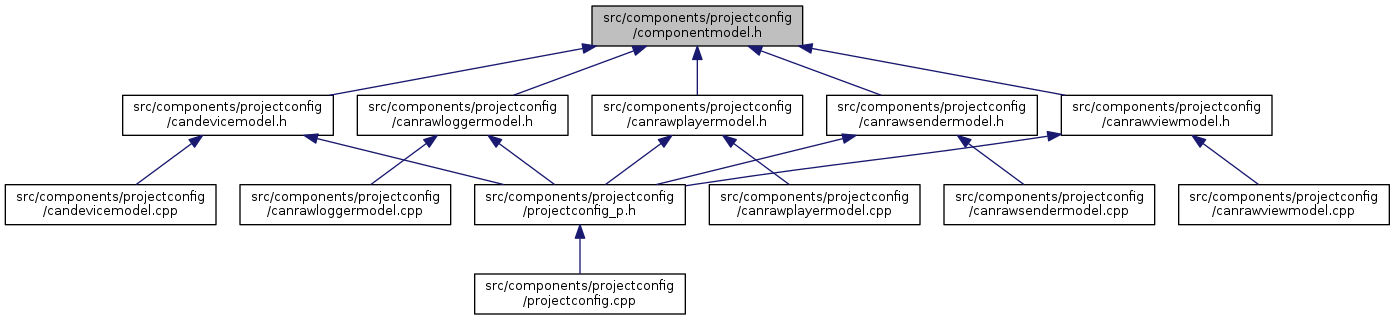 src/components/projectconfig
/componentmodel.h
src/components/projectconfig
/candevicemodel.h
src/components/projectconfig
/canrawloggermodel.h
src/components/projectconfig
/canrawplayermodel.h
src/components/projectconfig
/canrawsendermodel.h
src/components/projectconfig
/canrawviewmodel.h
src/components/projectconfig
/candevicemodel.cpp
src/components/projectconfig
/canrawloggermodel.cpp
src/components/projectconfig
/projectconfig_p.h
src/components/projectconfig
/canrawplayermodel.cpp
src/components/projectconfig
/canrawsendermodel.cpp
src/components/projectconfig
/canrawviewmodel.cpp
src/components/projectconfig
/projectconfig.cpp